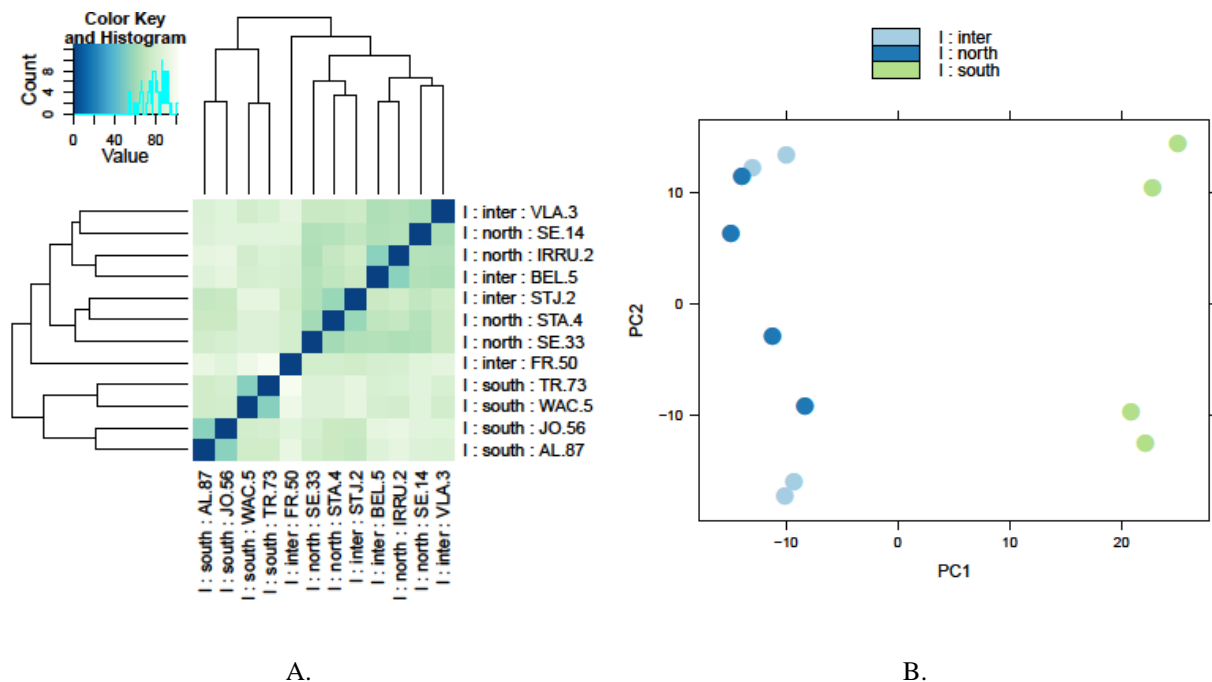 Color Key
and Histogram
Count
0 4 8
0 40 80
Value
I : inter : VLA.3
I : north : SE.14
I : north : IRRU.2
I : inter : BEL.5
I : inter : STJ.2
I : north : STA.4
I : north : SE.33
I : inter : FR.50
I : south : TR.73
I : south : WAC.5
I : south : JO.56
I : south : AL.87
I : south : AL.87
I : south : JO.56
I : south : WAC.5
I : south : TR.73
I : inter : FR.50
I : north : SE.33
I : north : STA.4
I : inter : STJ.2
I : inter : BEL.5
I : north : IRRU.2
I : north : SE.14
I : inter : VLA.3
A.
I : inter
I : north
I : south
PC2
10
0
−10
−10 0 10 20
PC1
B.